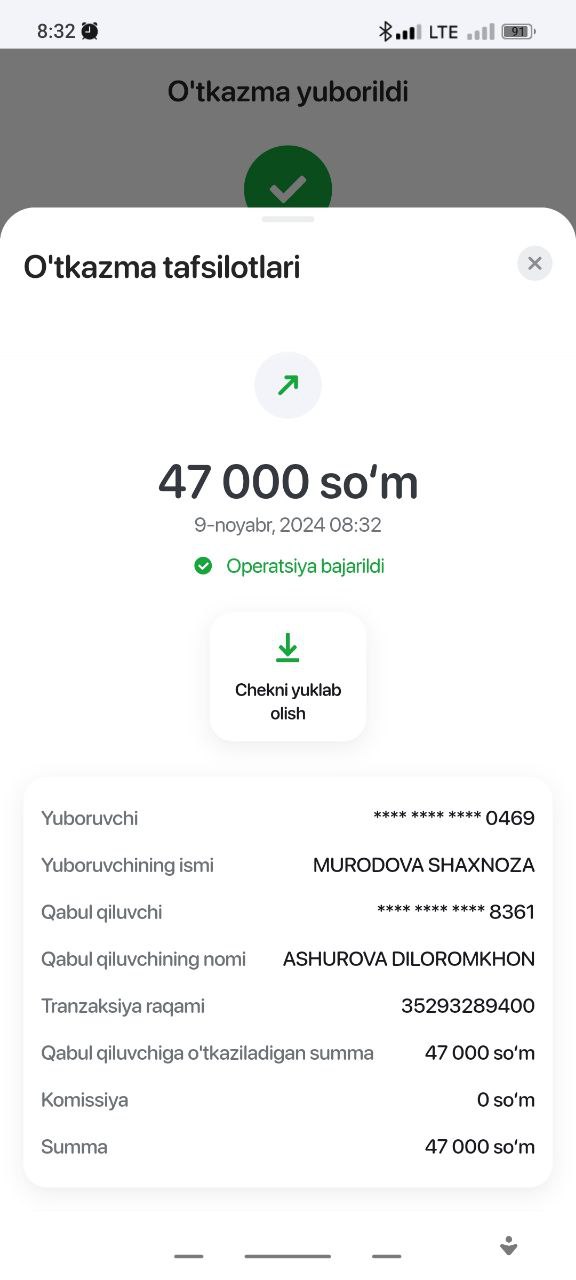 8:32 LTE 91
O'tkazma yuborildi
O'tkazma tafsilotlari
47 000 so‘m
9-noyabr, 2024 08:32
Operatsiya bajarildi
Chekni yuklab
olish
Yuboruvchi **** **** **** 0469
Yuboruvchining ismi MURODOVA SHAXNOZA
Qabul qiluvchi **** **** **** 8361
Qabul qiluvchining nomi ASHUROVA DILOROMKHON
Tranzaksiya raqami 35293289400
Qabul qiluvchiga o'tkaziladigan summa 47 000 so‘m
Komissiya 0 so‘m
Summa 47 000 so‘m